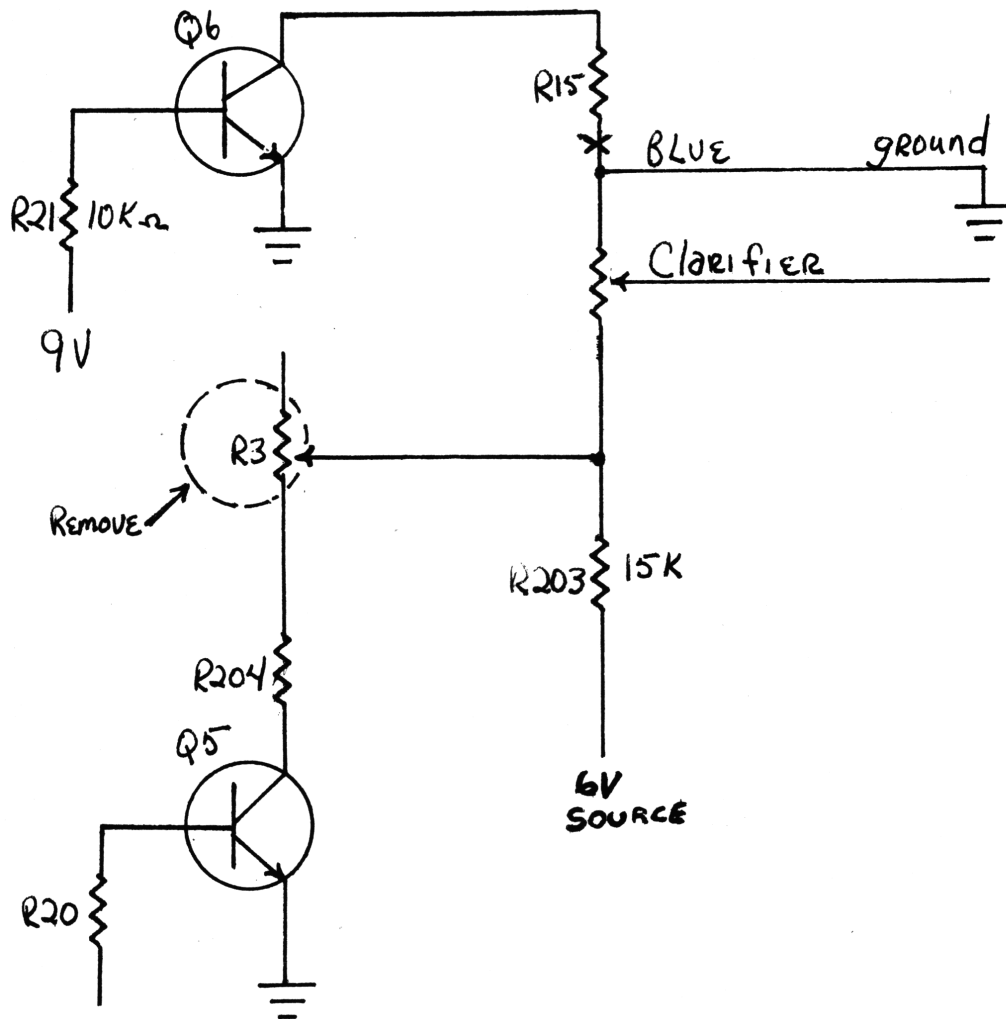 Q6
R15
BLUE
GROUND
R21
10KΩ
Clarifier
9V
R3
REMOVE
R203
15K
R204
Q5
6V
SOURCE
R20